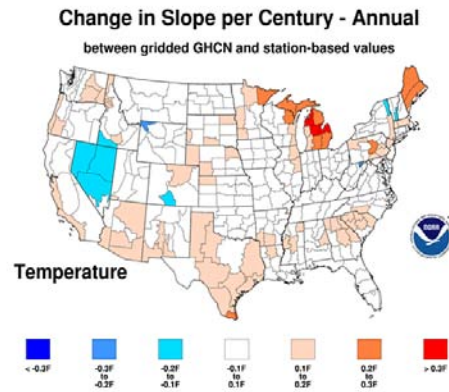 Change in Slope per Century - Annual
between gridded GHCN and station-based values
NOAA
Temperature
< -0.3F
-0.3F to -0.2F
-0.2F to -0.1F
-0.1F to 0.1F
0.1F to 0.2F
0.2F to 0.3F
> 0.3F